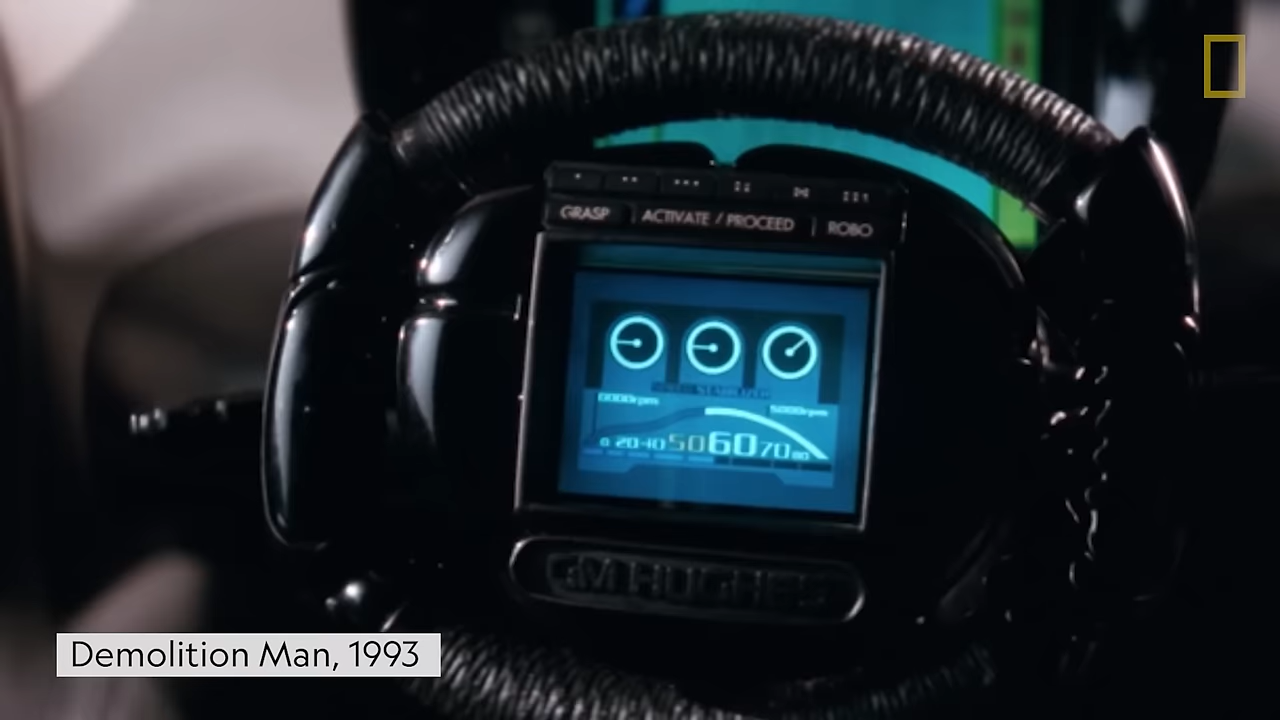 GRASP ACTIVATE / PROCEED ROBO
0000rpm 5000rpm
0 20 40 50 60 70 80
GM HUGHES
Demolition Man, 1993